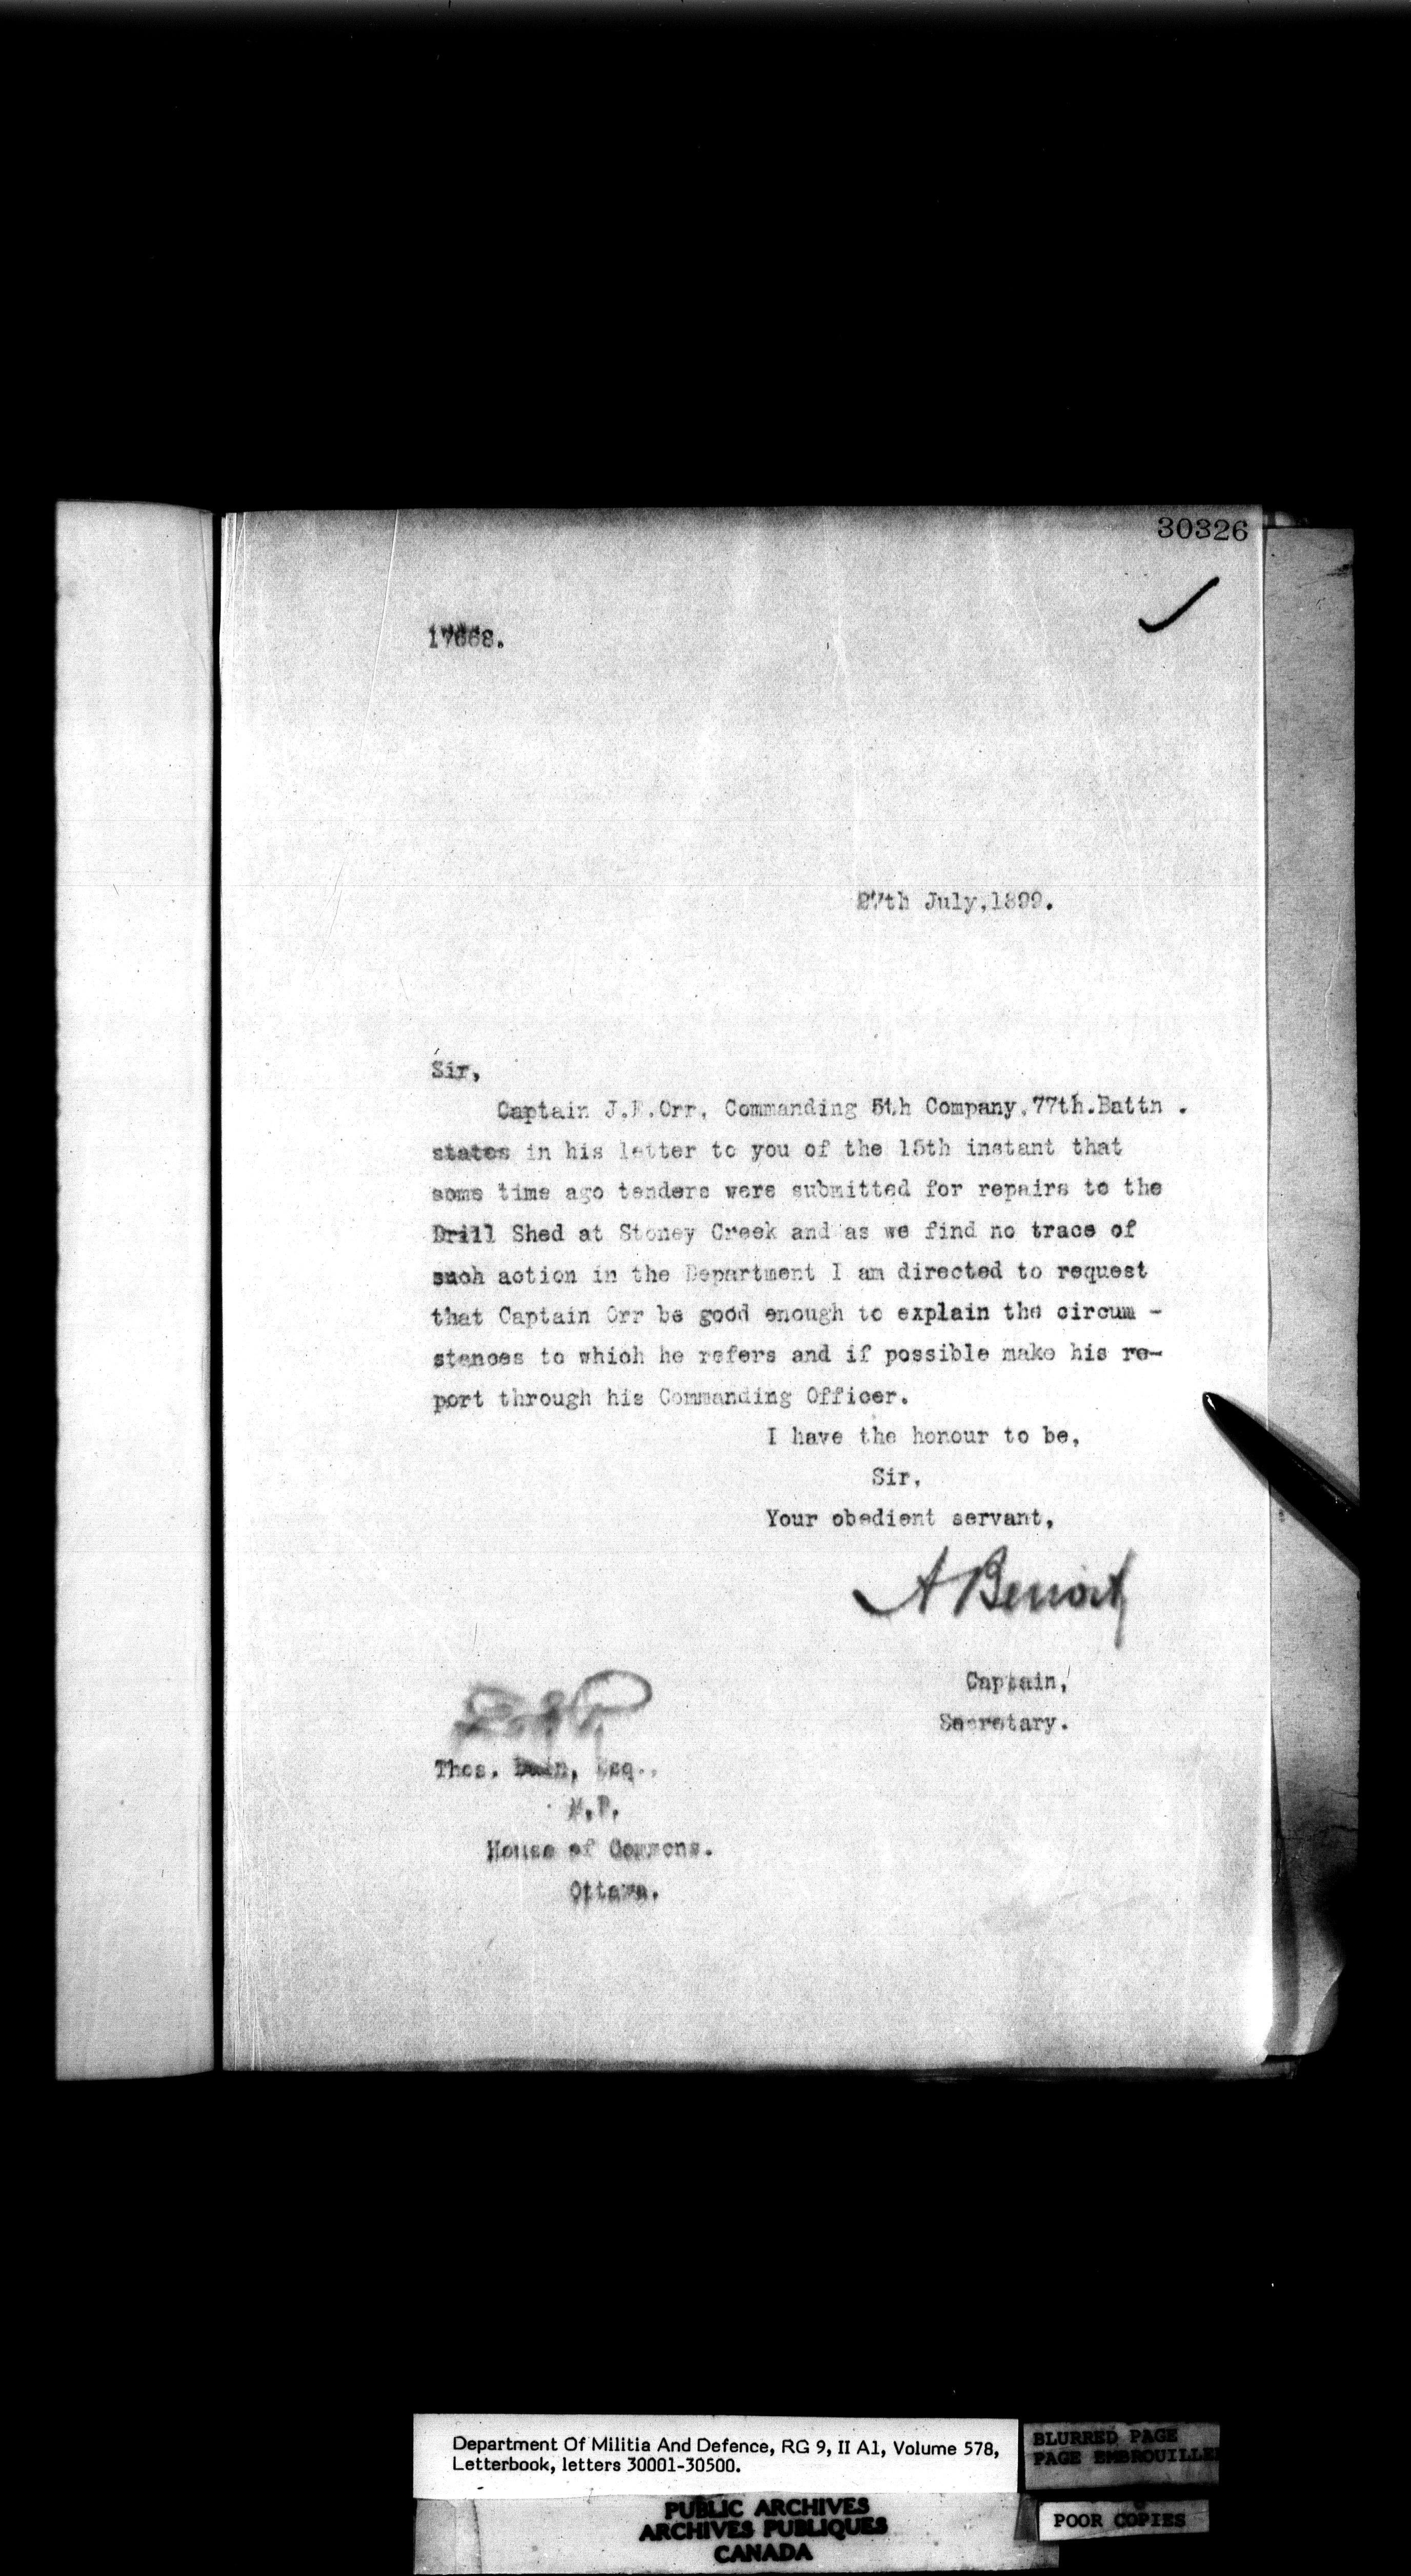 30326
17668.
27th July,1899.
Sir,
Captain J.E.Orr, Commanding 5th Company,77th.Battn .
states in his letter to you of the 15th instant that
some time ago tenders were submitted for repairs to the
Drill Shed at Stoney Creek and as we find no trace of
such action in the Department I am directed to request
that Captain Orr be good enough to explain the circum -
stances to which he refers and if possible make his re-
port through his Commanding Officer.
I have the honour to be,
Sir,
Your obedient servant,
A Benoit
Captain,
Secretary.
Thos. Bain, Esq.,
M.P.
House of Commons.
Ottawa.
Department Of Militia And Defence, RG 9, II A1, Volume 578,
Letterbook, letters 30001-30500.
BLURRED PAGE
PAGE EMBROUILLE
PUBLIC ARCHIVES
ARCHIVES PUBLIQUES
CANADA
POOR COPIES